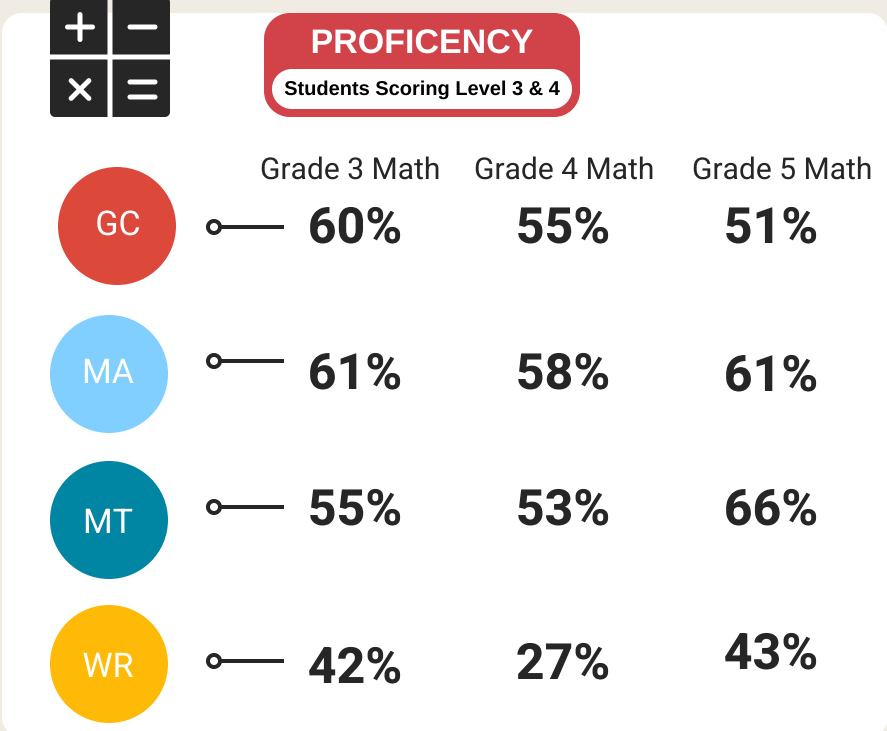 PROFICENCY
Students Scoring Level 3 & 4
Grade 3 Math Grade 4 Math Grade 5 Math
GC 60% 55% 51%
MA 61% 58% 61%
MT 55% 53% 66%
WR 42% 27% 43%